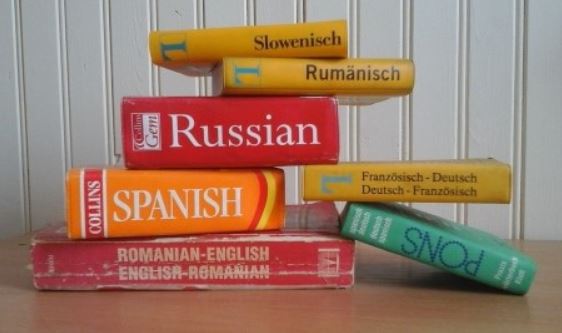 L Slowenisch
L Rumänisch
Collins
Gem
Russian
L Französisch - Deutsch
Deutsch - Französisch
COLLINS
SPANISH
ROMANIAN-ENGLISH
ENGLISH-ROMANIAN
PONS